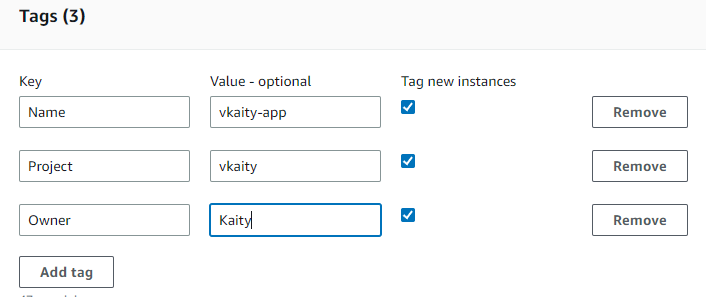 Tags (3)
Key Value - optional Tag new instances
Name vkaity-app Remove
Project vkaity Remove
Owner Kaity Remove
Add tag